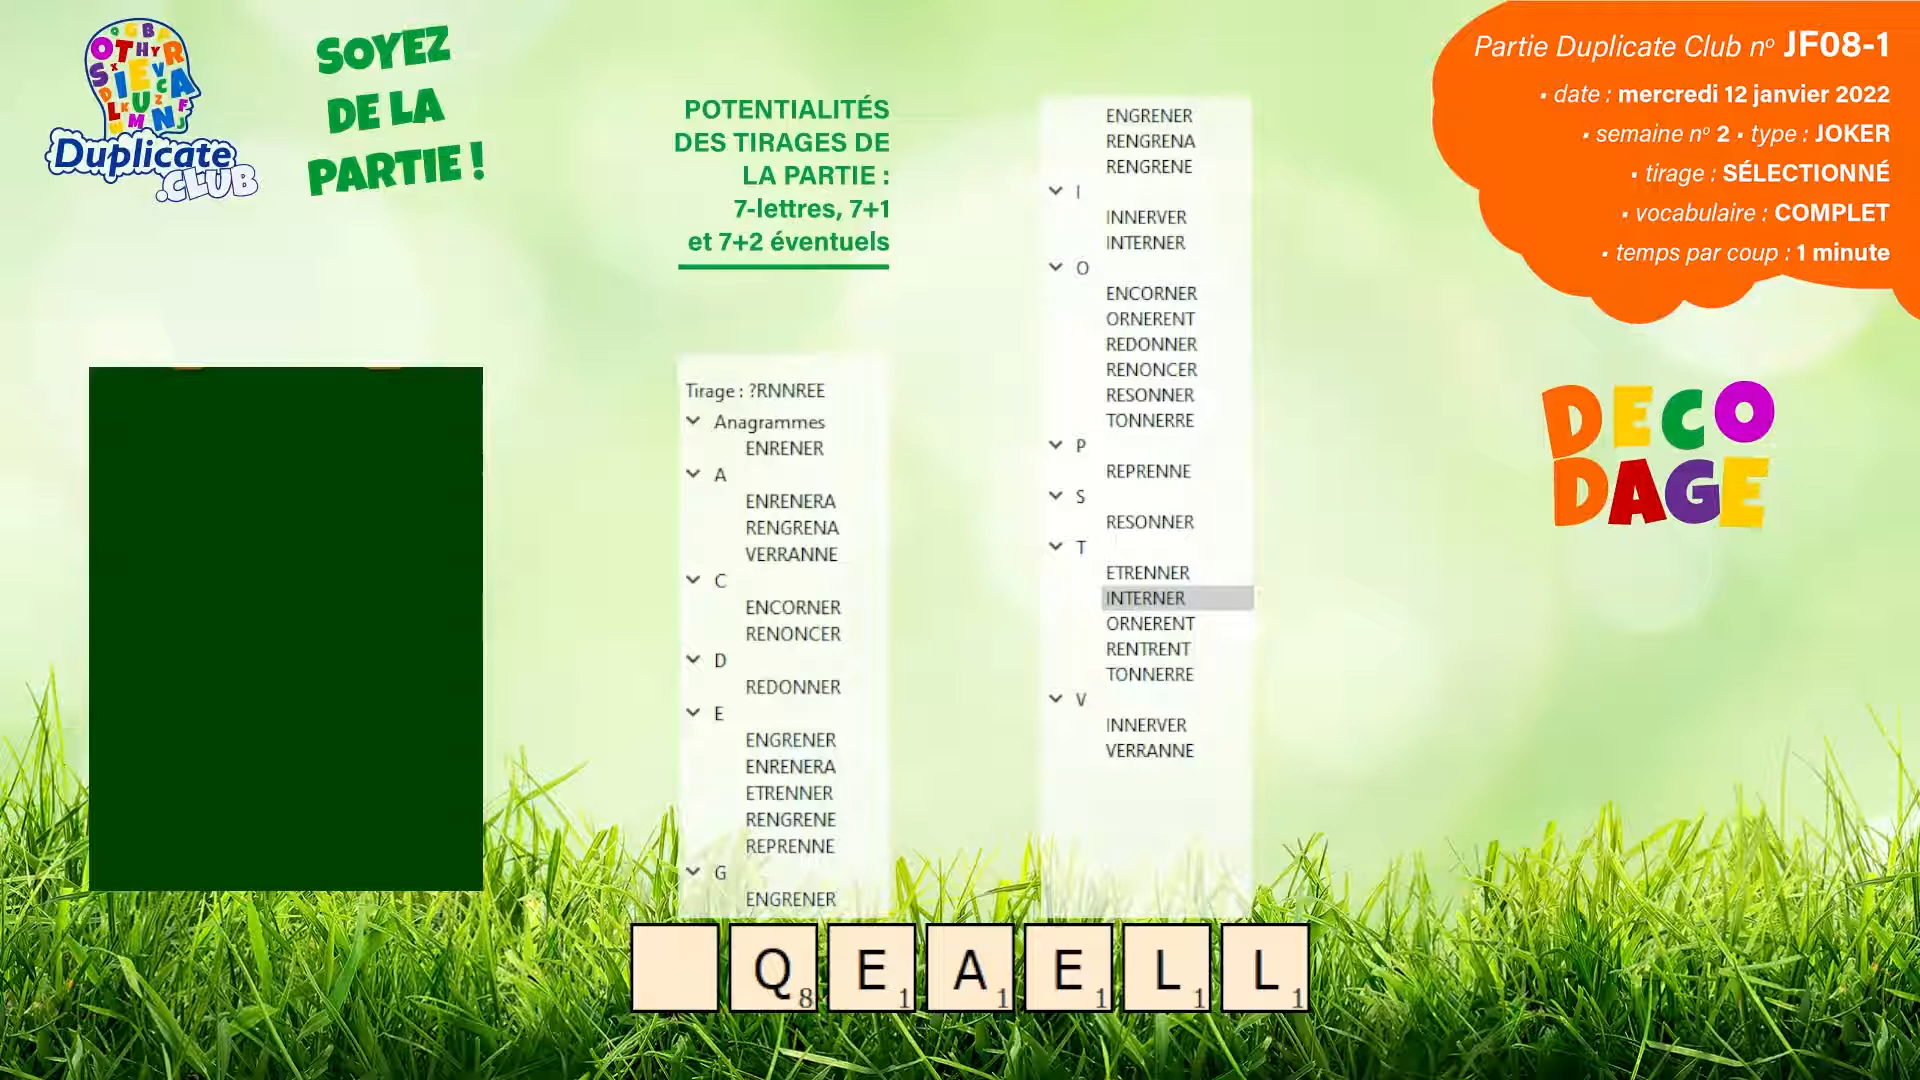 Duplicate
.CLUB
SOYEZ
DE LA
PARTIE !
POTENTIALITÉS
DES TIRAGES DE
LA PARTIE :
7-lettres, 7+1
et 7+2 éventuels
Tirage : ?RNNREE
Anagrammes
ENRENER
A
ENRENERA
RENGRENA
VERRANNE
C
ENCORNER
RENONCER
D
REDONNER
E
ENGRENER
ENRENERA
ETRENNER
RENGRENE
REPRENNE
G
ENGRENER
ENGRENER
RENGRENA
RENGRENE
I
INNERVER
INTERNER
O
ENCORNER
ORNERENT
REDONNER
RENONCER
RESONNER
TONNERRE
P
REPRENNE
S
RESONNER
T
ETRENNER
INTERNER
ORNERENT
RENTRENT
TONNERRE
V
INNERVER
VERRANNE
Partie Duplicate Club nº JF08-1
• date : mercredi 12 janvier 2022
• semaine nº 2 • type : JOKER
• tirage : SÉLECTIONNÉ
• vocabulaire : COMPLET
• temps par coup : 1 minute
DECO
DAGE
Q8 E1 A1 E1 L1 L1